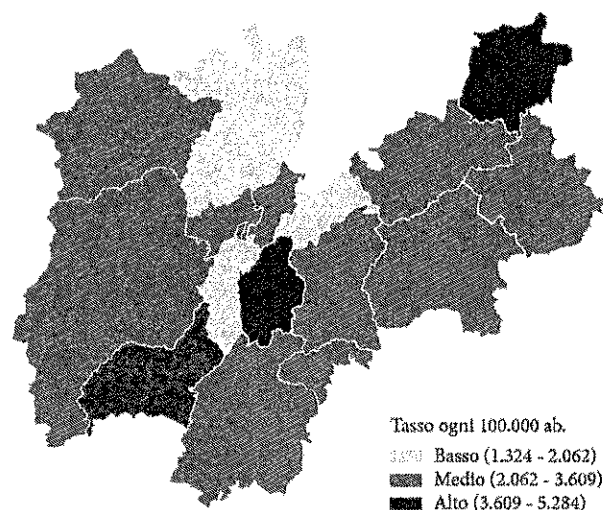 Tasso ogni 100.000 ab.
Basso (1.324 - 2.062)
Medio (2.062 - 3.609)
Alto (3.609 - 5.284)